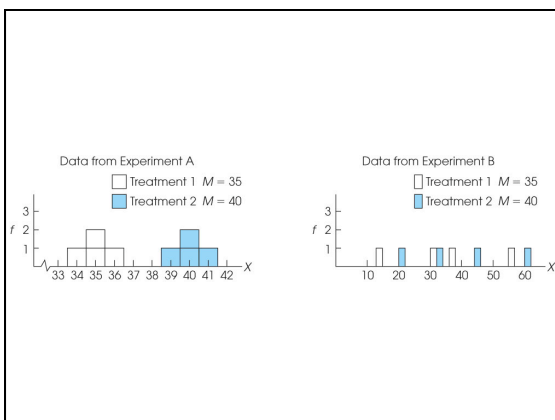 Data from Experiment A
Treatment 1 M = 35
Treatment 2 M = 40
3
f 2
1
X
33 34 35 36 37 38 39 40 41 42
Data from Experiment B
Treatment 1 M = 35
Treatment 2 M = 40
3
f 2
1
X
10 20 30 40 50 60